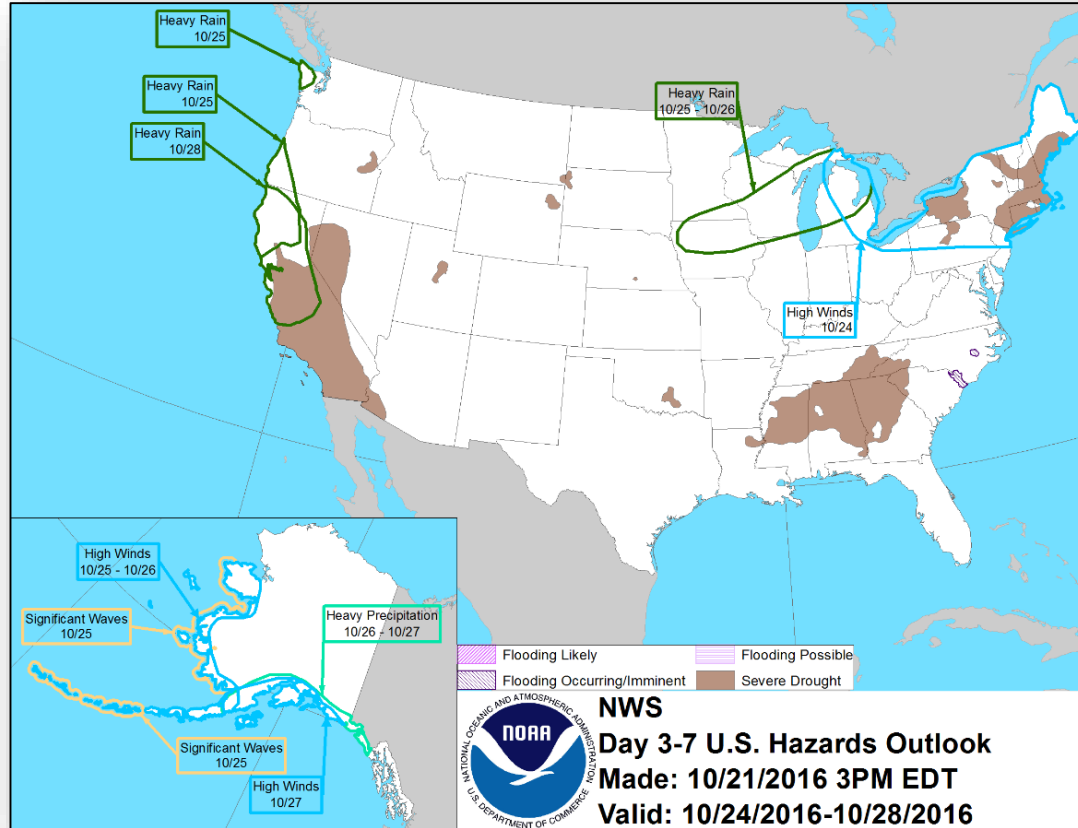 Heavy Rain
10/25
Heavy Rain
10/25
Heavy Rain
10/28
Heavy Rain
10/25 - 10/26
High Winds
10/24
High Winds
10/25 - 10/26
Significant Waves
10/25
Heavy Precipitation
10/26 - 10/27
Significant Waves
10/25
High Winds
10/27
Flooding Likely
Flooding Possible
Flooding Occurring/Imminent
Severe Drought
NATIONAL OCEANIC AND ATMOSPHERIC ADMINISTRATION
NOAA
U.S. DEPARTMENT OF COMMERCE
NWS
Day 3-7 U.S. Hazards Outlook
Made: 10/21/2016 3PM EDT
Valid: 10/24/2016-10/28/2016